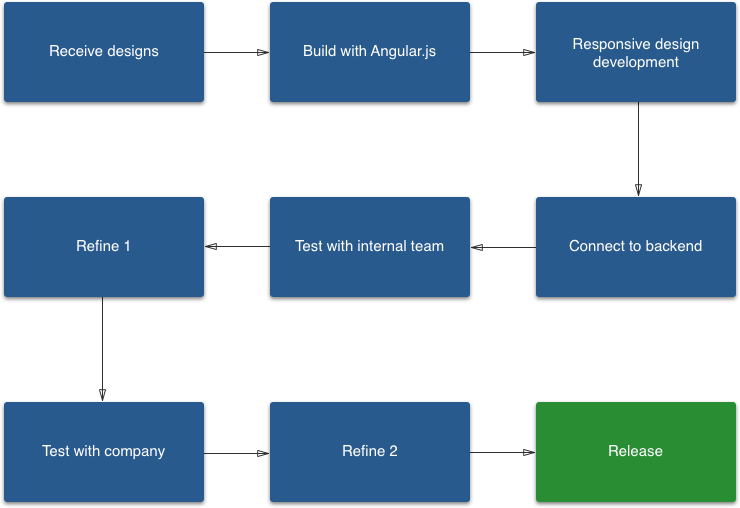 Receive designs
Build with Angular.js
Responsive design
development
Connect to backend
Test with internal team
Refine 1
Test with company
Refine 2
Release